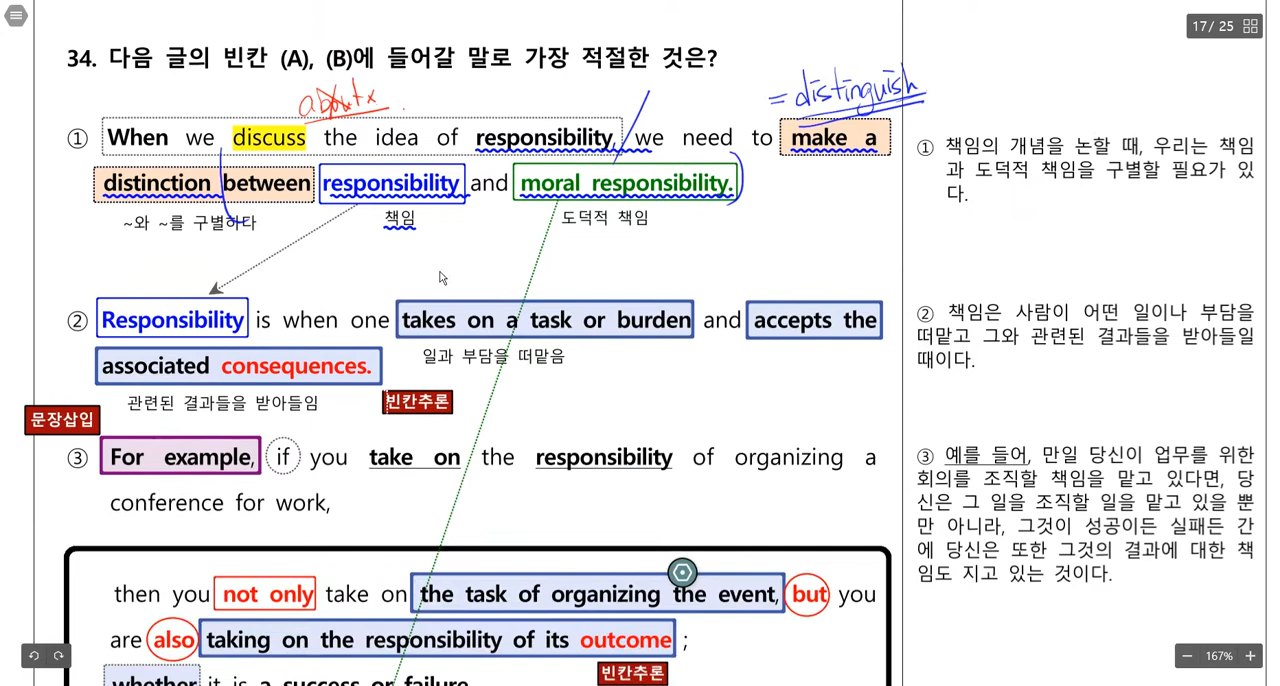 17 / 25
34. 다음 글의 빈칸 (A), (B)에 들어갈 말로 가장 적절한 것은?
about x
= distinguish
① When we discuss the idea of responsibility, we need to make a
distinction between responsibility and moral responsibility.
~와 ~를 구별하다 책임 도덕적 책임
① 책임의 개념을 논할 때, 우리는 책임
과 도덕적 책임을 구별할 필요가 있
다.
② Responsibility is when one takes on a task or burden and accepts the
일과 부담을 떠맡음
associated consequences.
관련된 결과들을 받아들임 빈칸추론
② 책임은 사람이 어떤 일이나 부담을
떠맡고 그와 관련된 결과들을 받아들일
때이다.
문장삽입
③ For example, if you take on the responsibility of organizing a
conference for work,
③ 예를 들어, 만일 당신이 업무를 위한
회의를 조직할 책임을 맡고 있다면, 당
신은 그 일을 조직할 일을 맡고 있을 뿐
만 아니라, 그것이 성공이든 실패든 간
에 당신은 또한 그것의 결과에 대한 책
임도 지고 있는 것이다.
then you not only take on the task of organizing the event, but you
are also taking on the responsibility of its outcome ;
빈칸추론
whether it is a success or failure.
167%